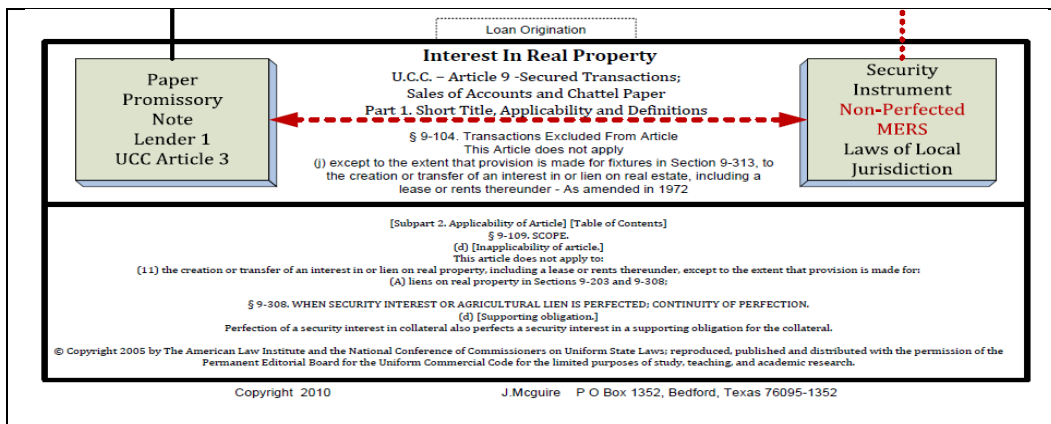 Loan Origination
Interest In Real Property
U.C.C. – Article 9 -Secured Transactions;
Sales of Accounts and Chattel Paper
Part 1. Short Title, Applicability and Definitions
§ 9-104. Transactions Excluded From Article
This Article does not apply
(j) except to the extent that provision is made for fixtures in Section 9-313, to
the creation or transfer of an interest in or lien on real estate, including a
lease or rents thereunder - As amended in 1972
Paper
Promissory
Note
Lender 1
UCC Article 3
Security
Instrument
Non-Perfected
MERS
Laws of Local
Jurisdiction
[Subpart 2. Applicability of Article] [Table of Contents]
§ 9-109. SCOPE.
(d) [Inapplicability of article.]
This article does not apply to:
(11) the creation or transfer of an interest in or lien on real property, including a lease or rents thereunder, except to the extent that provision is made for:
(A) liens on real property in Sections 9-203 and 9-308;
§ 9-308. WHEN SECURITY INTEREST OR AGRICULTURAL LIEN IS PERFECTED; CONTINUITY OF PERFECTION.
(d) [Supporting obligation.]
Perfection of a security interest in collateral also perfects a security interest in a supporting obligation for the collateral.
© Copyright 2005 by The American Law Institute and the National Conference of Commissioners on Uniform State Laws; reproduced, published and distributed with the permission of the
Permanent Editorial Board for the Uniform Commercial Code for the limited purposes of study, teaching, and academic research.
Copyright 2010 J.Mcguire P O Box 1352, Bedford, Texas 76095-1352